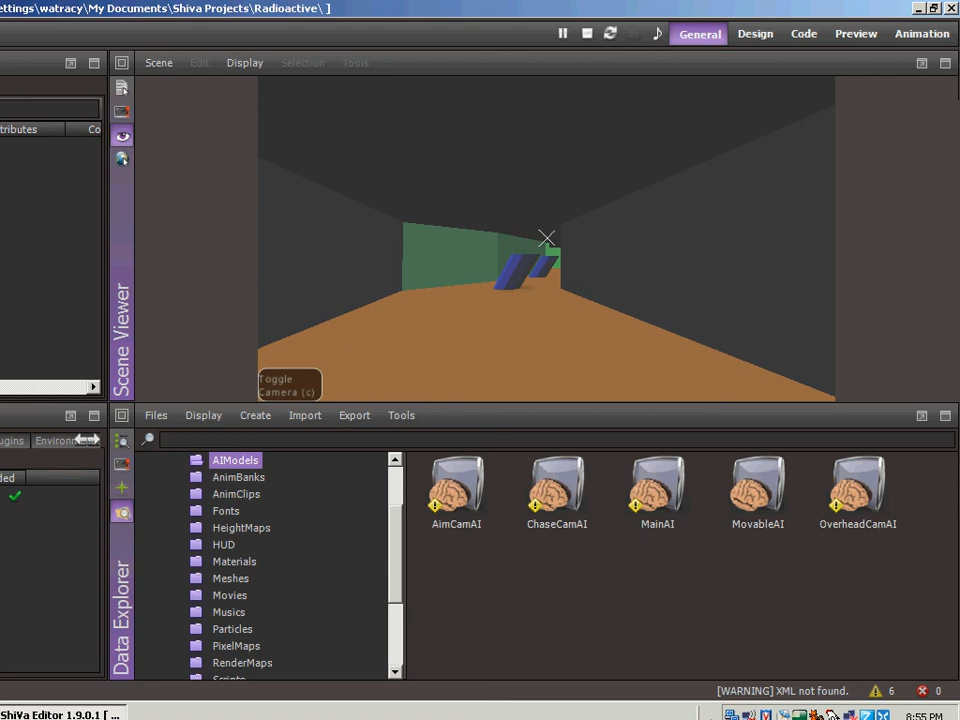 ettings\watracy\My Documents\Shiva Projects\Radioactive\ ]
General Design Code Preview Animation
Scene Edit Display Selection Tools
tributes Co
Scene Viewer
Toggle
Camera (c)
Files Display Create Import Export Tools
ugins Environm
ded
AIModels
AnimBanks
AnimClips
Fonts
HeightMaps
HUD
Materials
Meshes
Movies
Musics
Particles
PixelMaps
RenderMaps
Scripts
AimCamAI ChaseCamAI MainAI MovableAI OverheadCamAI
Data Explorer
[WARNING] XML not found. 6 0
ShiVa Editor 1.9.0.1 [ ...
8:55 PM